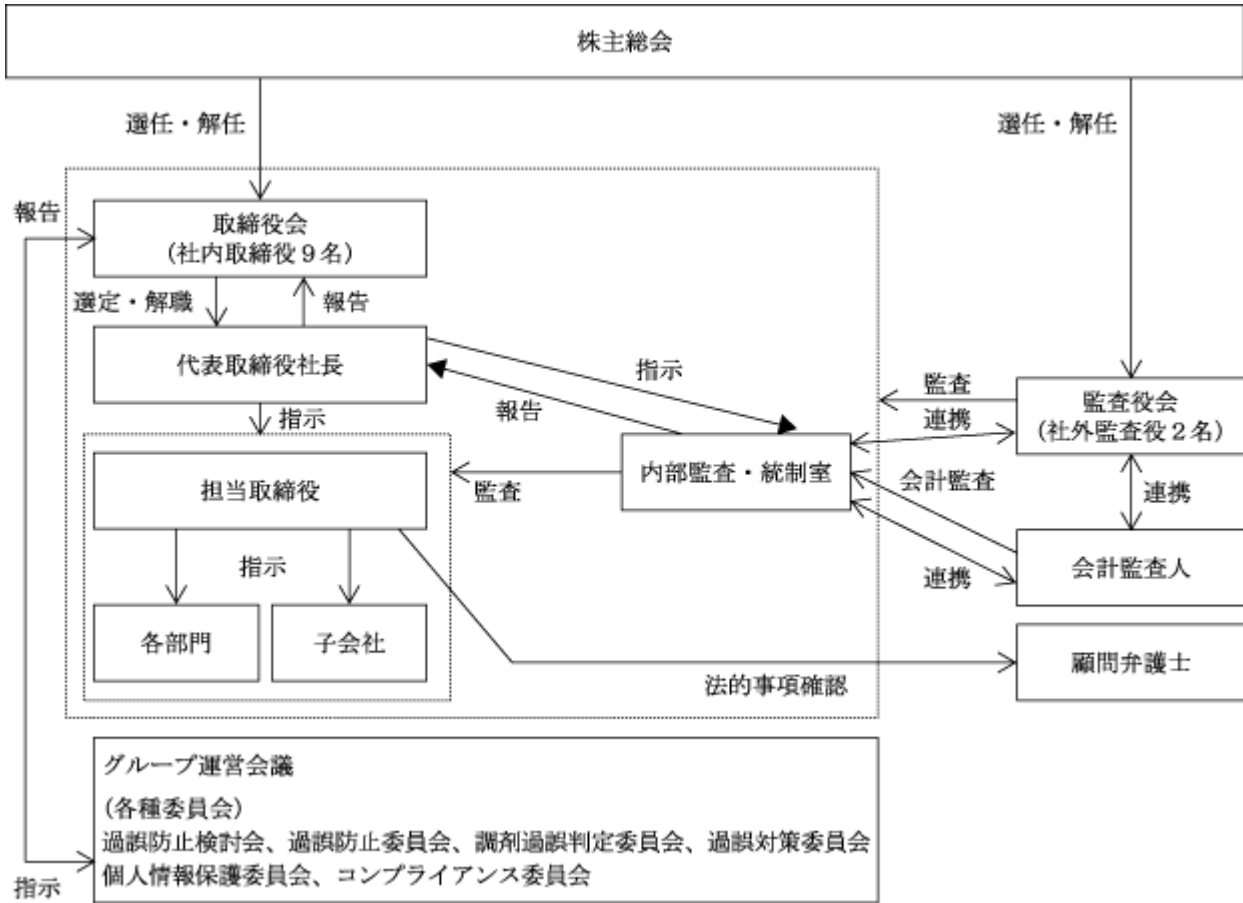 株主総会
選任・解任
選任・解任
報告
取締役会
(社内取締役９名)
選定・解職
報告
代表取締役社長
指示
監査
監査役会
(社外監査役２名)
報告
連携
指示
担当取締役
監査
内部監査・統制室
会計監査
連携
指示
連携
会計監査人
各部門
子会社
顧問弁護士
法的事項確認
グループ運営会議
(各種委員会)
過誤防止検討会、過誤防止委員会、調剤過誤判定委員会、過誤対策委員会
個人情報保護委員会、コンプライアンス委員会
指示